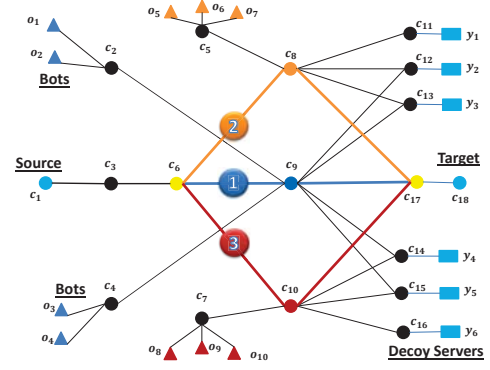 o5 o6 o7
o1
c11 y1
c5
o2 c2 c8 c12 y2
Bots c13 y3
2
Source c3 c6 1 c9 Target
c1 c17 c18
3
Bots c4 c14 y4
o3 c7 c10 c15 y5
o4 c16 y6
o8 o9 o10 Decoy Servers